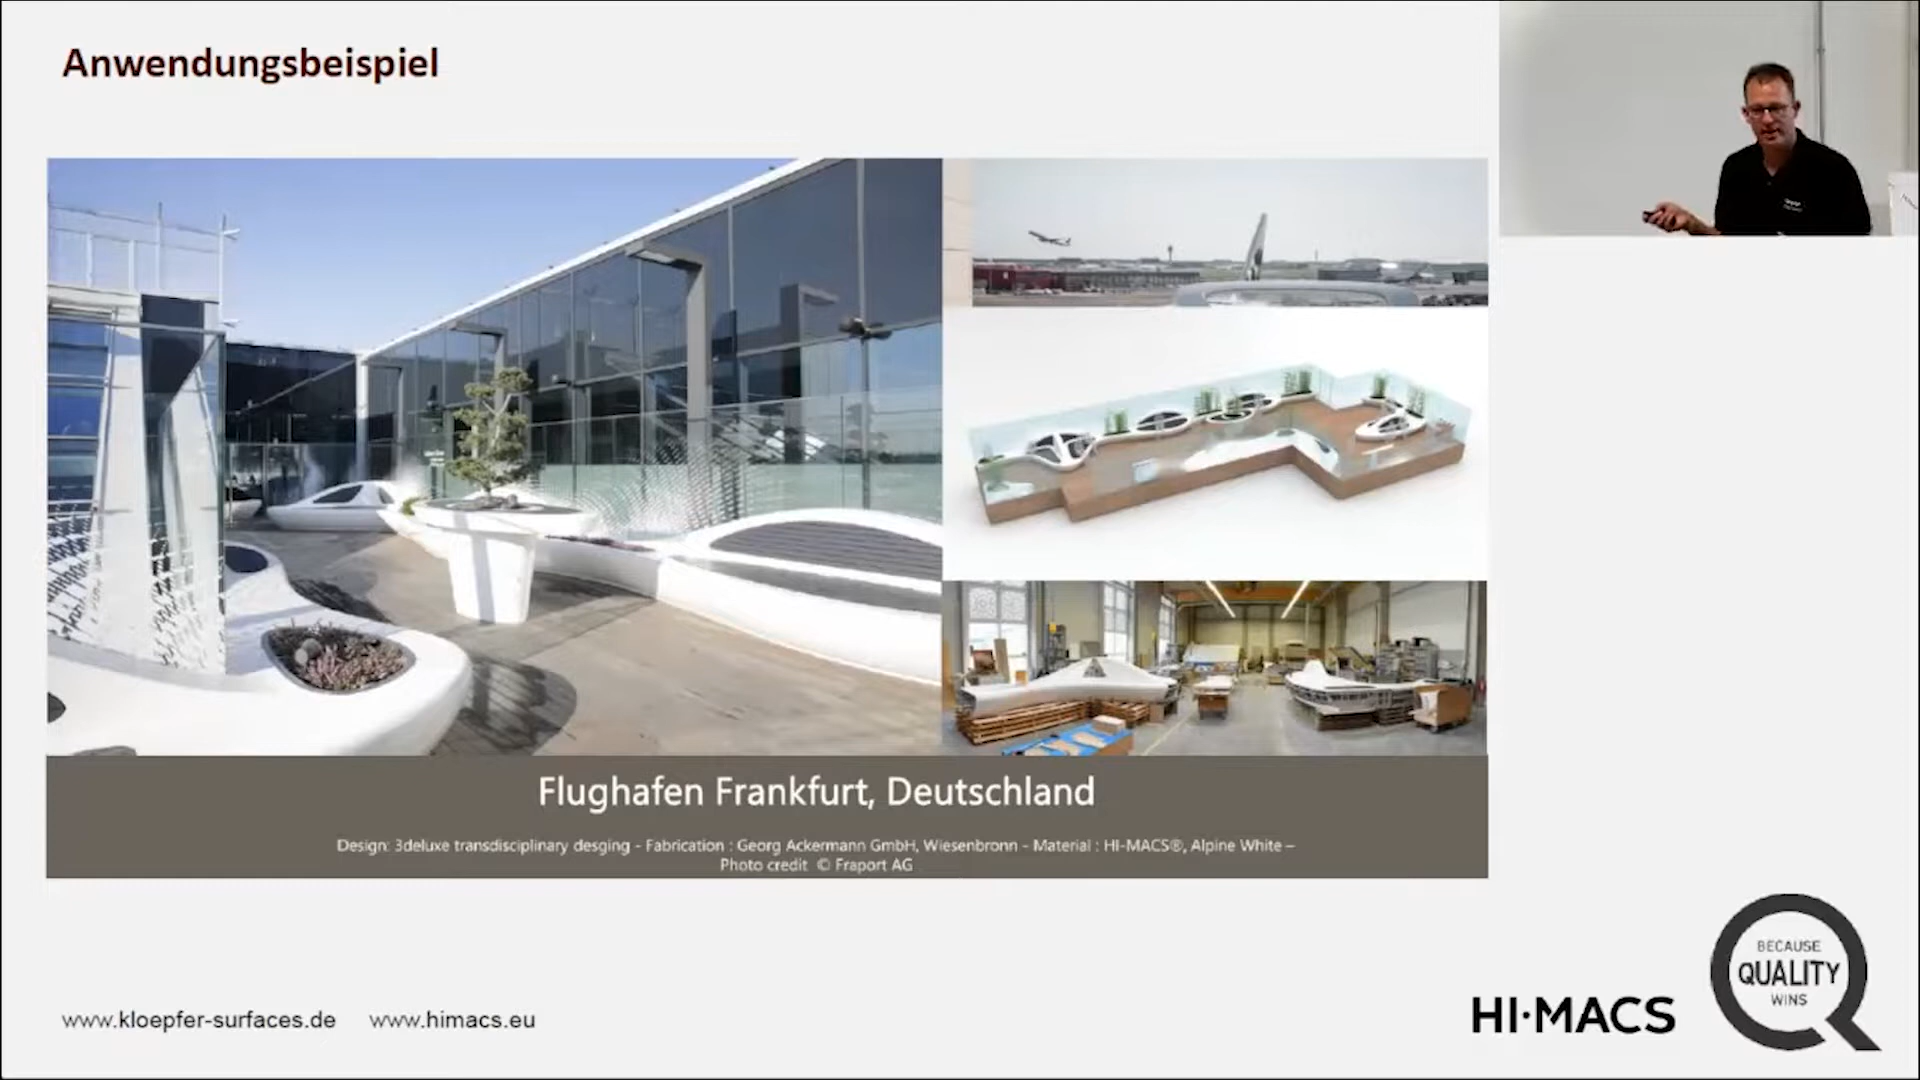 Anwendungsbeispiel
Flughafen Frankfurt, Deutschland
Design: 3deluxe transdisciplinary desging - Fabrication : Georg Ackermann GmbH, Wiesenbronn - Material : HI-MACS®, Alpine White –
Photo credit © Fraport AG
www.kloepfer-surfaces.de www.himacs.eu
HI·MACS
BECAUSE
QUALITY
WINS